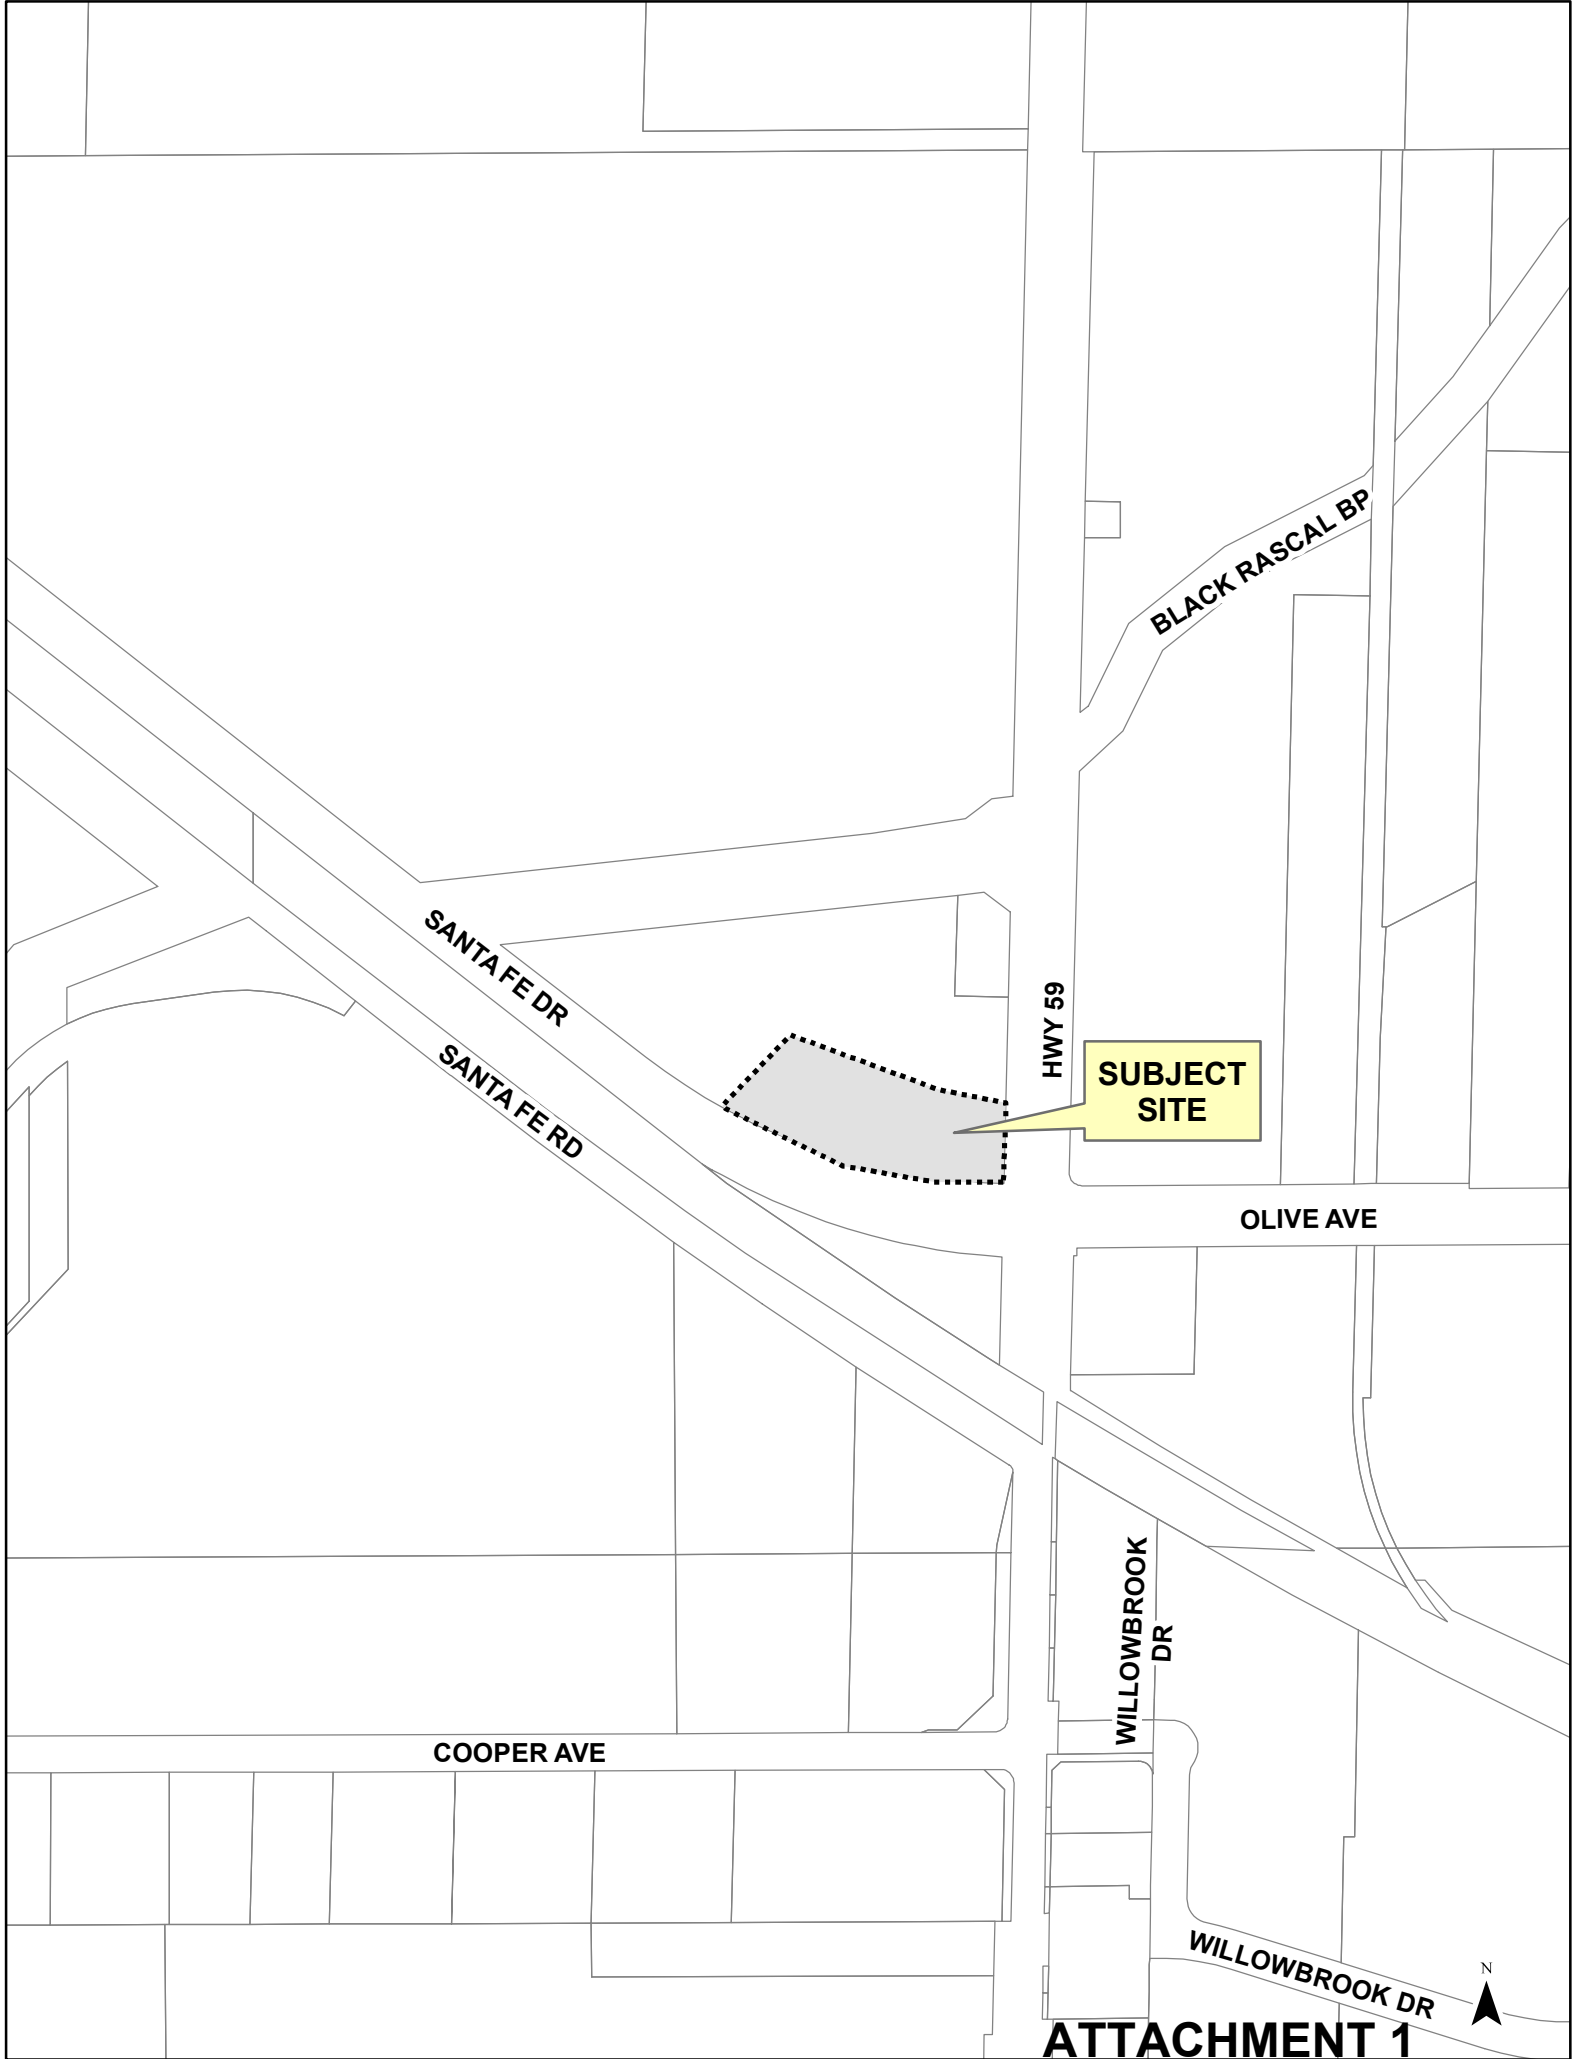 BLACK RASCAL BP
SANTA FE DR
HWY 59
SANTA FE RD
SUBJECT
SITE
OLIVE AVE
WILLOWBROOK
DR
COOPER AVE
WILLOWBROOK DR
N
ATTACHMENT 1